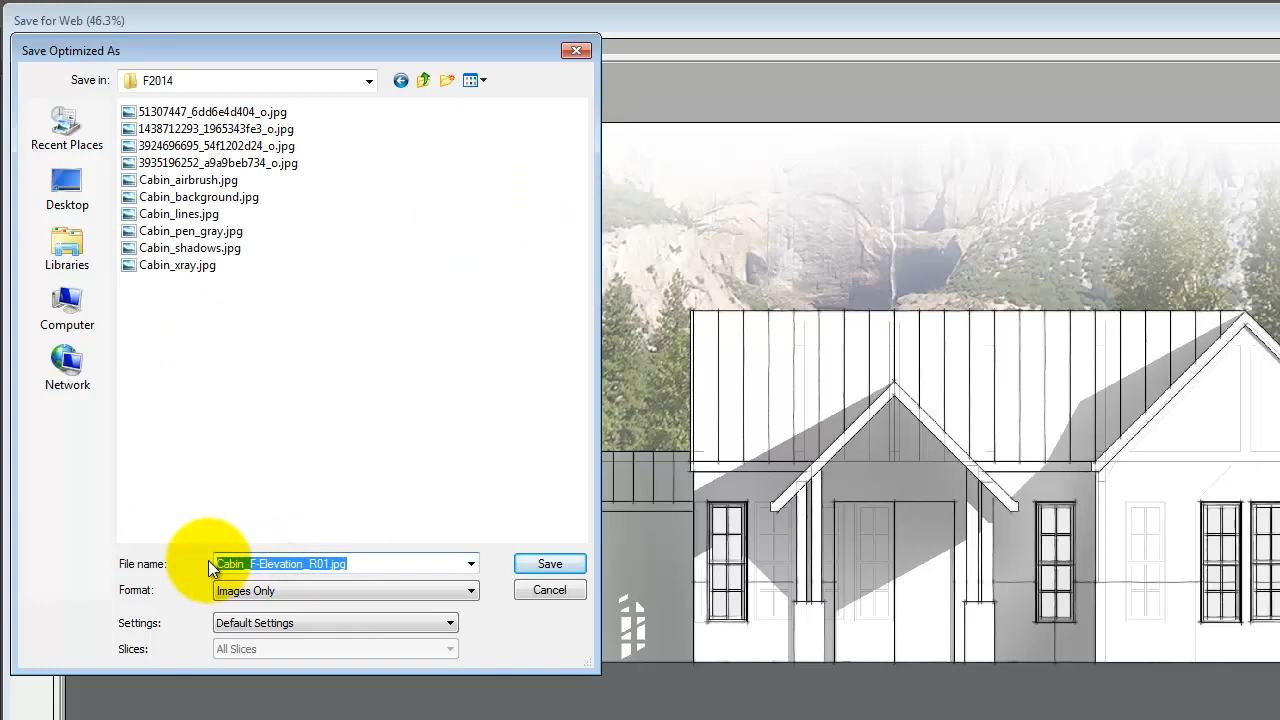 Save for Web (46.3%)
Save Optimized As
Save in: F2014
51307447_6dd6e4d404_o.jpg
1438712293_1965343fe3_o.jpg
3924696695_54f1202d24_o.jpg
3935196252_a9a9beb734_o.jpg
Cabin_airbrush.jpg
Cabin_background.jpg
Cabin_lines.jpg
Cabin_pen_gray.jpg
Cabin_shadows.jpg
Cabin_xray.jpg
Recent Places
Desktop
Libraries
Computer
Network
File name: Cabin_F-Elevation_R01.jpg Save
Format: Images Only Cancel
Settings: Default Settings
Slices: All Slices